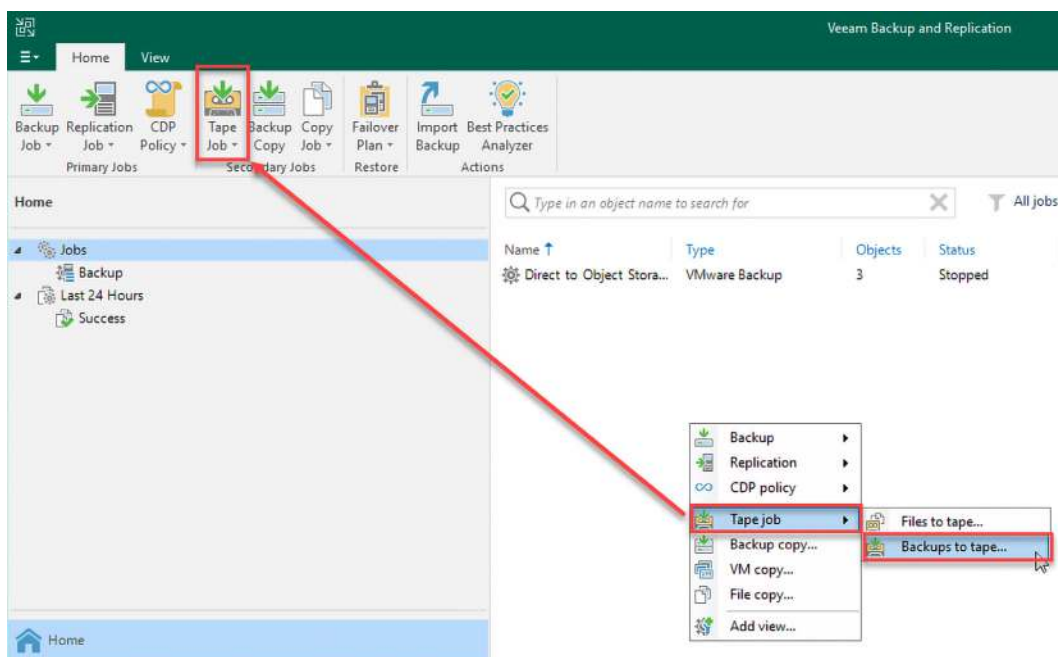 Veeam Backup and Replication
Home View
Backup Job
Replication Job
CDP Policy
Tape Job
Backup Copy
Copy Job
Failover Plan
Import Backup
Best Practices Analyzer
Primary Jobs
Secondary Jobs
Restore
Actions
Home
Type in an object name to search for
All jobs
Jobs
Backup
Last 24 Hours
Success
Name Type Objects Status
Direct to Object Stora... VMware Backup 3 Stopped
Backup
Replication
CDP policy
Tape job
Backup copy...
VM copy...
File copy...
Add view...
Files to tape...
Backups to tape...
Home